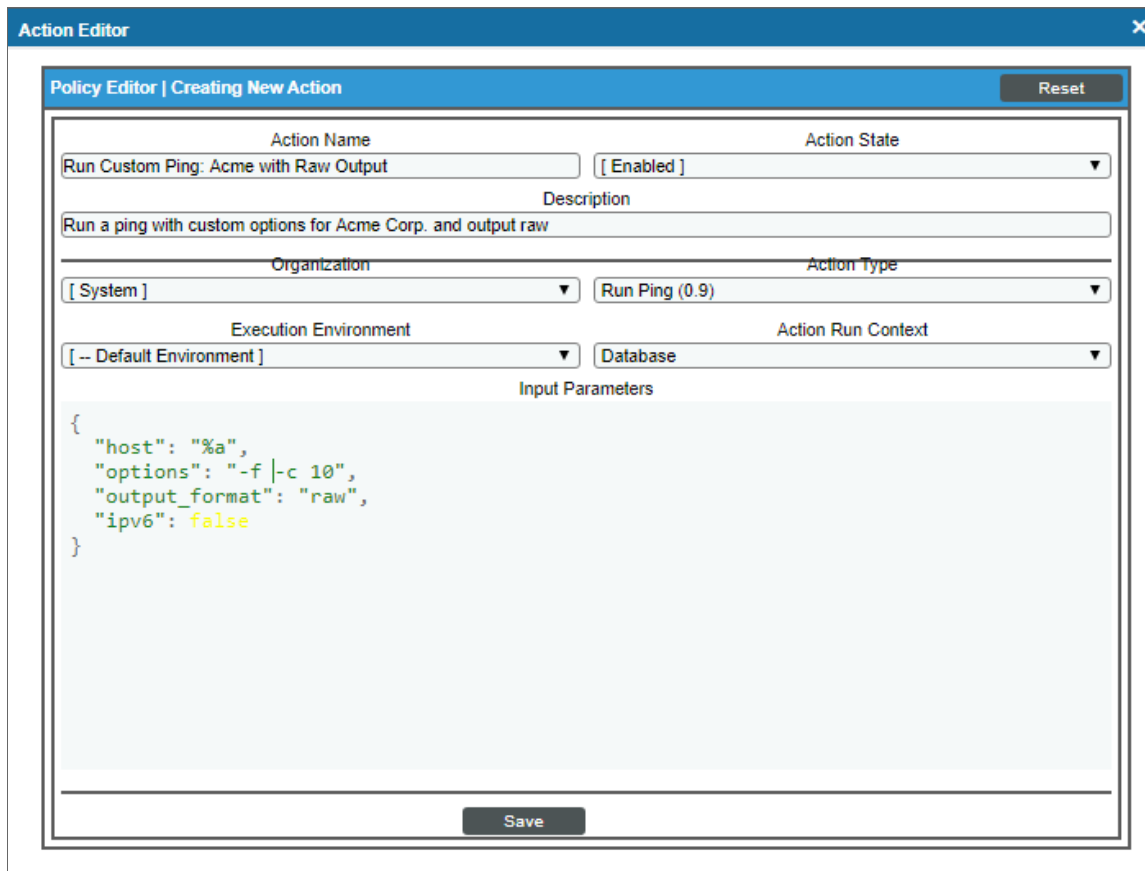 Action Editor
Policy Editor | Creating New Action Reset
Action Name Action State
Run Custom Ping: Acme with Raw Output [ Enabled ]
Description
Run a ping with custom options for Acme Corp. and output raw
Organization Action Type
[ System ] Run Ping (0.9)
Execution Environment Action Run Context
[ -- Default Environment ] Database
Input Parameters
{
"host": "%a",
"options": "-f -c 10",
"output_format": "raw",
"ipv6": false
}
Save